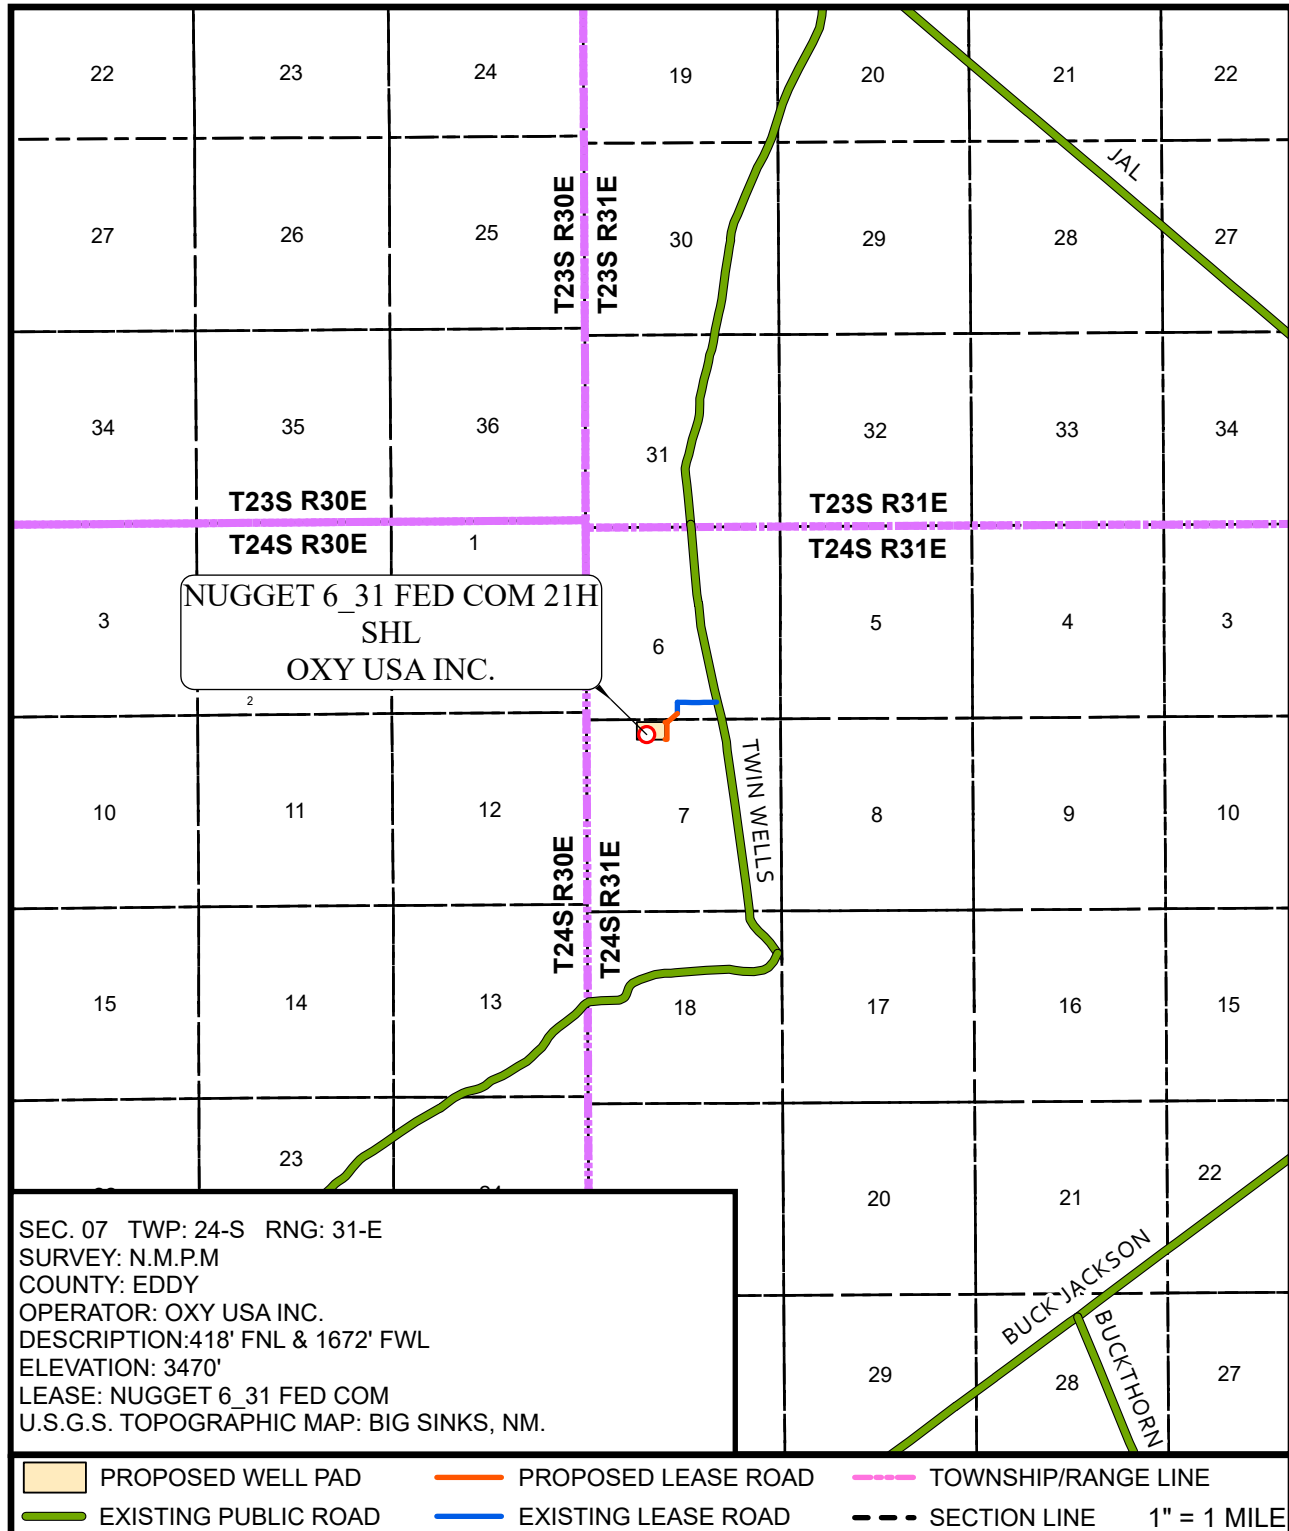 22 23 24 19 20 21 22
JAL
T23S R30E
T23S R31E
27 26 25 30 29 28 27
34 35 36 31 32 33 34
T23S R30E
T23S R31E
T24S R30E
T24S R31E
1
NUGGET 6_31 FED COM 21H
SHL
OXY USA INC.
3 2 6 5 4 3
TWIN WELLS
10 11 12 7 8 9 10
T24S R30E
T24S R31E
15 14 13 18 17 16 15
23 20 21 22
BUCK JACKSON
BUCKTHORN
29 28 27
SEC. 07 TWP: 24-S RNG: 31-E
SURVEY: N.M.P.M
COUNTY: EDDY
OPERATOR: OXY USA INC.
DESCRIPTION:418' FNL & 1672' FWL
ELEVATION: 3470'
LEASE: NUGGET 6_31 FED COM
U.S.G.S. TOPOGRAPHIC MAP: BIG SINKS, NM.
PROPOSED WELL PAD PROPOSED LEASE ROAD TOWNSHIP/RANGE LINE
EXISTING PUBLIC ROAD EXISTING LEASE ROAD SECTION LINE 1" = 1 MILE